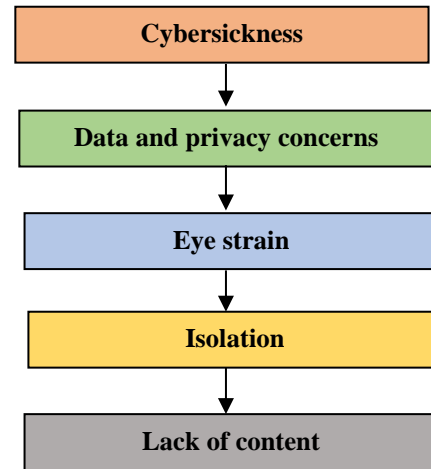 Cybersickness
Data and privacy concerns
Eye strain
Isolation
Lack of content